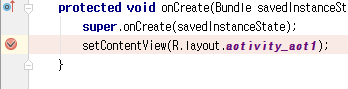 protected void onCreate(Bundle savedInstanceSt
super.onCreate(savedInstanceState);
setContentView(R.layout.activity_act1);
}